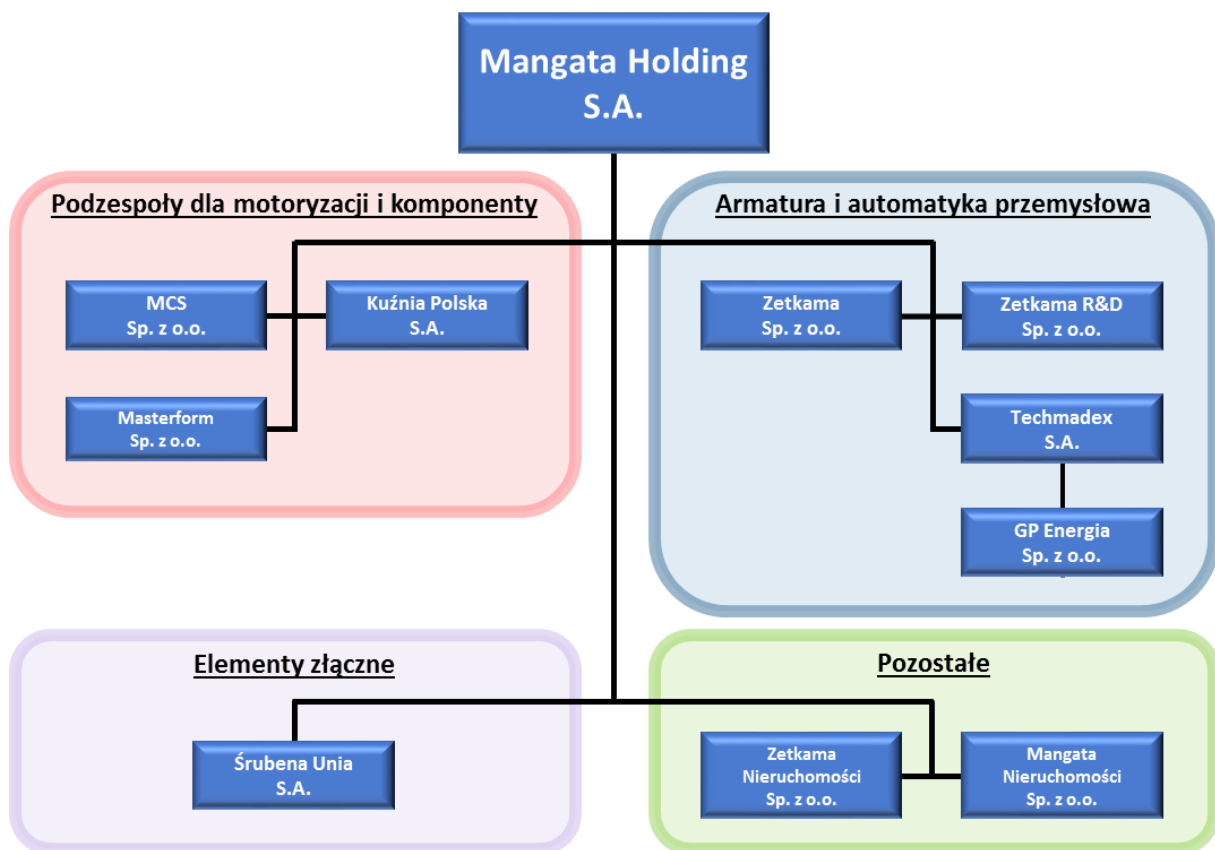 Mangata Holding
S.A.
Podzespoły dla motoryzacji i komponenty
MCS
Sp. z o.o.
Kuźnia Polska
S.A.
Masterform
Sp. z o.o.
Armatura i automatyka przemysłowa
Zetkama
Sp. z o.o.
Zetkama R&D
Sp. z o.o.
Techmadex
S.A.
GP Energia
Sp. z o.o.
Elementy złączne
Śrubena Unia
S.A.
Pozostałe
Zetkama
Nieruchomości
Sp. z o.o.
Mangata
Nieruchomości
Sp. z o.o.